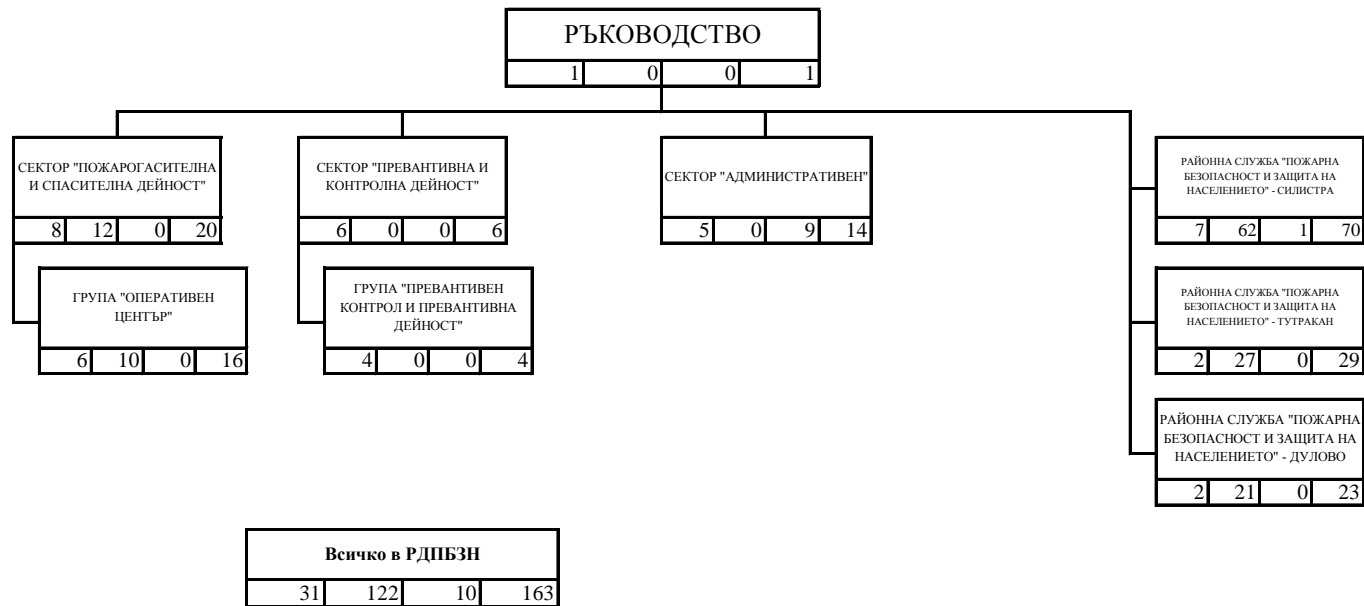 РЪКОВОДСТВО
1 0 0 1
СЕКТОР "ПОЖАРОГАСИТЕЛНА
И СПАСИТЕЛНА ДЕЙНОСТ"
8 12 0 20
ГРУПА "ОПЕРАТИВЕН
ЦЕНТЪР"
6 10 0 16
СЕКТОР "ПРЕВАНТИВНА И
КОНТРОЛНА ДЕЙНОСТ"
6 0 0 6
ГРУПА "ПРЕВАНТИВЕН
КОНТРОЛ И ПРЕВАНТИВНА
ДЕЙНОСТ"
4 0 0 4
СЕКТОР "АДМИНИСТРАТИВЕН"
5 0 9 14
РАЙОННА СЛУЖБА "ПОЖАРНА
БЕЗОПАСНОСТ И ЗАЩИТА НА
НАСЕЛЕНИЕТО" - СИЛИСТРА
7 62 1 70
РАЙОННА СЛУЖБА "ПОЖАРНА
БЕЗОПАСНОСТ И ЗАЩИТА НА
НАСЕЛЕНИЕТО" - ТУТРАКАН
2 27 0 29
РАЙОННА СЛУЖБА "ПОЖАРНА
БЕЗОПАСНОСТ И ЗАЩИТА НА
НАСЕЛЕНИЕТО" - ДУЛОВО
2 21 0 23
Всичко в РДПБЗН
31 122 10 163